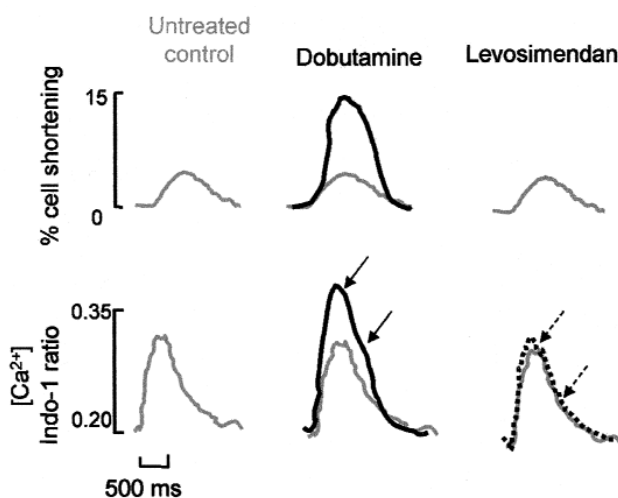 Untreated
control
Dobutamine
Levosimendan
15
% cell shortening
0
0.35
[Ca²⁺]
Indo-1 ratio
0.20
500 ms